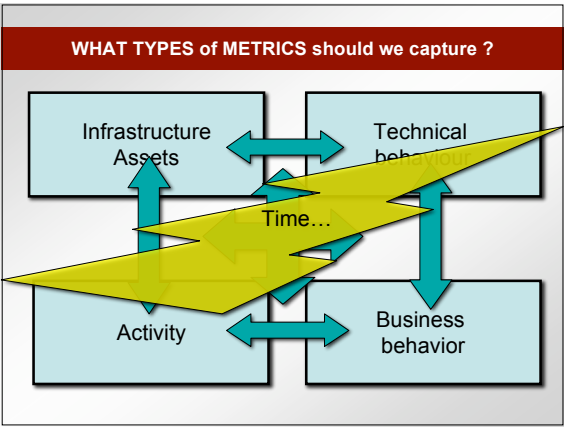 WHAT TYPES of METRICS should we capture ?
Infrastructure
Assets
Technical
behaviour
Time…
Activity
Business
behavior